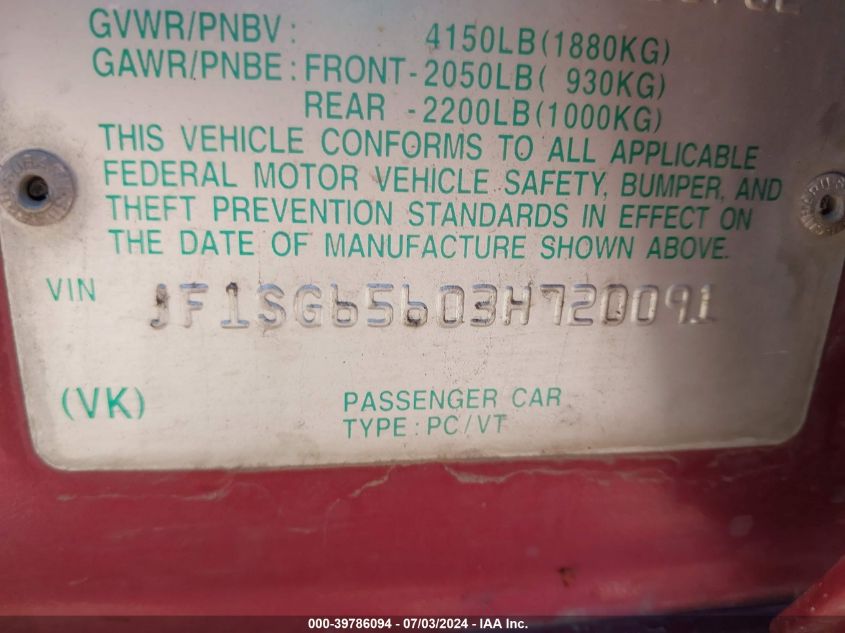 GVWR/PNBV : 4150LB(1880KG)
GAWR/PNBE : FRONT-2050LB( 930KG)
REAR -2200LB(1000KG)
THIS VEHICLE CONFORMS TO ALL APPLICABLE
FEDERAL MOTOR VEHICLE SAFETY, BUMPER, AND
THEFT PREVENTION STANDARDS IN EFFECT ON
THE DATE OF MANUFACTURE SHOWN ABOVE.
VIN JF1SG65603H720091
(VK) PASSENGER CAR
TYPE : PC/VT
000-39786094 - 07/03/2024 - IAA Inc.